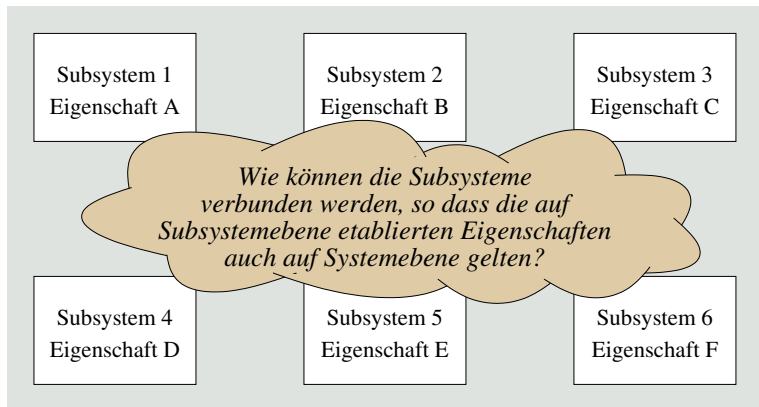 Subsystem 1
Eigenschaft A
Subsystem 2
Eigenschaft B
Subsystem 3
Eigenschaft C
Wie können die Subsysteme
verbunden werden, so dass die auf
Subsystemebene etablierten Eigenschaften
auch auf Systemebene gelten?
Subsystem 4
Eigenschaft D
Subsystem 5
Eigenschaft E
Subsystem 6
Eigenschaft F